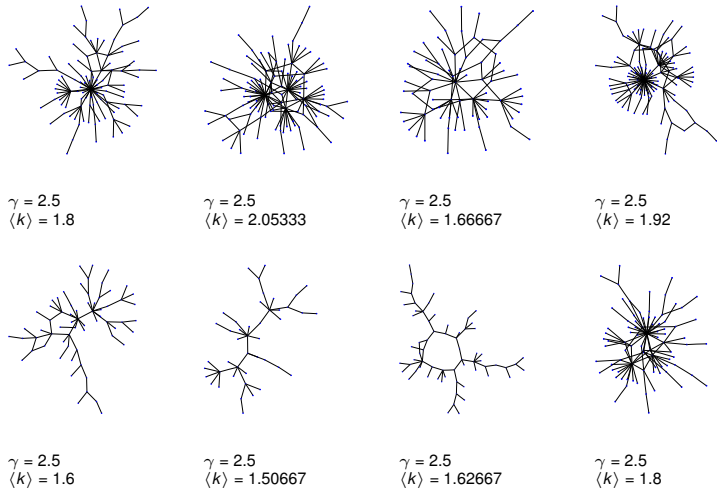 γ = 2.5
⟨k⟩ = 1.8
γ = 2.5
⟨k⟩ = 2.05333
γ = 2.5
⟨k⟩ = 1.66667
γ = 2.5
⟨k⟩ = 1.92
γ = 2.5
⟨k⟩ = 1.6
γ = 2.5
⟨k⟩ = 1.50667
γ = 2.5
⟨k⟩ = 1.62667
γ = 2.5
⟨k⟩ = 1.8